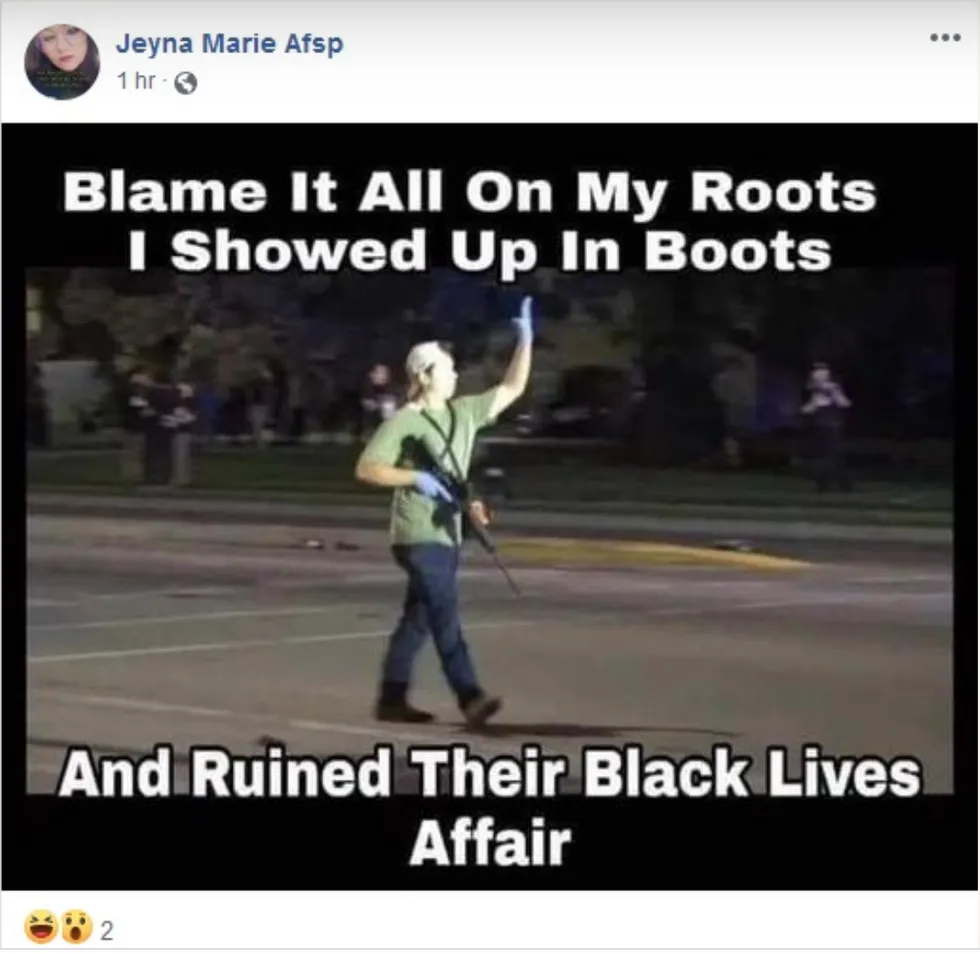 Jeyna Marie Afsp
1 hr ·
Blame It All On My Roots
I Showed Up In Boots
And Ruined Their Black Lives
Affair
2